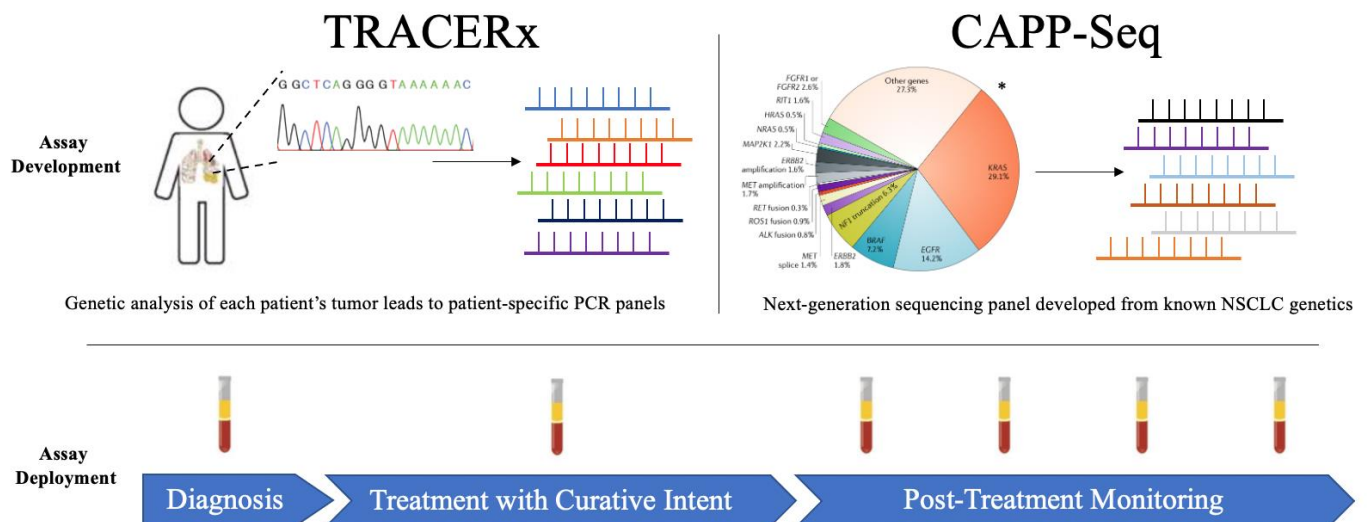 TRACERx
CAPP-Seq
Assay
Development
GGCTCAGGGGTAAAAAAC
FGFR1 or
FGFR2 2.6%
RIT1 1.6%
HRAS 0.5%
NRAS 0.5%
MAP2K1 2.2%
ERBB2
amplification 1.6%
MET amplification
1.7%
RET fusion 0.3%
ROS1 fusion 0.9%
ALK fusion 0.8%
MET
splice 1.4%
ERBB2
1.8%
NF1 truncation 6.3%
BRAF
7.2%
EGFR
14.2%
KRAS
29.1%
Other genes
27.3%
*
Genetic analysis of each patient's tumor leads to patient-specific PCR panels
Next-generation sequencing panel developed from known NSCLC genetics
Assay
Deployment
Diagnosis
Treatment with Curative Intent
Post-Treatment Monitoring